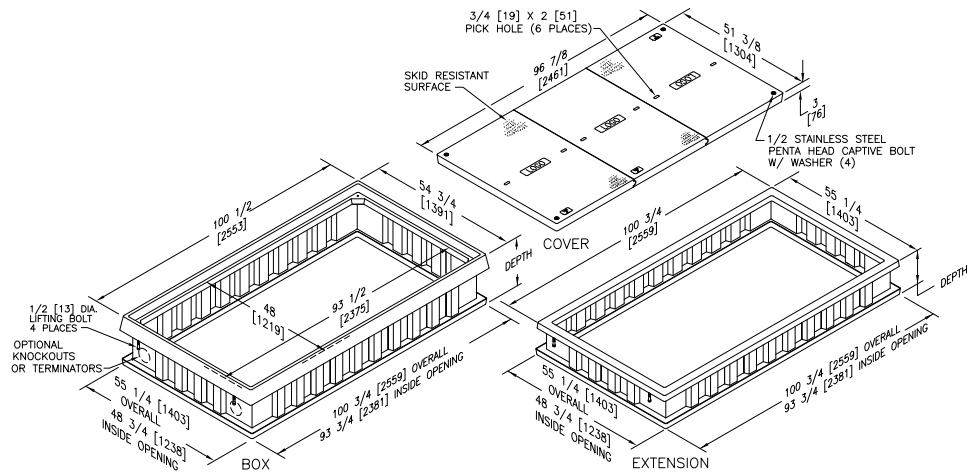 3/4 [19] X 2 [51]
PICK HOLE (6 PLACES)
51 3/8
[1304]
96 7/8
[2461]
SKID RESISTANT
SURFACE
3
[76]
LOGO
LOGO
LOGO
1/2 STAINLESS STEEL
PENTA HEAD CAPTIVE BOLT
W/ WASHER (4)
COVER
100 1/2
[2553]
54 3/4
[1391]
DEPTH
48
[1219]
93 1/2
[2375]
1/2 [13] DIA.
LIFTING BOLT
4 PLACES
OPTIONAL
KNOCKOUTS
OR TERMINATORS
55 1/4 [1403]
OVERALL
48 3/4 [1238]
INSIDE OPENING
100 3/4 [2559] OVERALL
93 3/4 [2381] INSIDE OPENING
BOX
100 3/4
[2559]
55 1/4
[1403]
DEPTH
55 1/4 [1403]
OVERALL
48 3/4 [1238]
INSIDE OPENING
100 3/4 [2559] OVERALL
93 3/4 [2381] INSIDE OPENING
EXTENSION